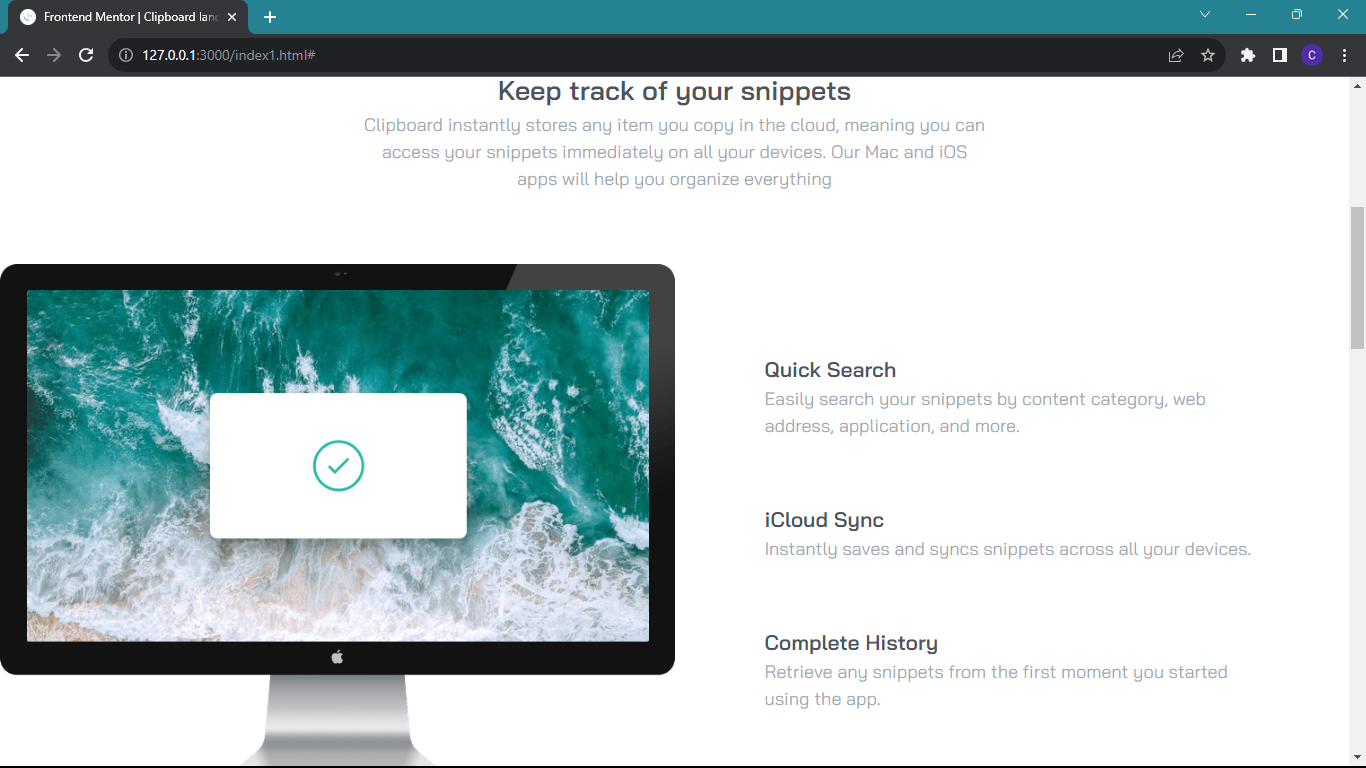 Frontend Mentor | Clipboard lanc
127.0.0.1:3000/index1.html#
C
Keep track of your snippets
Clipboard instantly stores any item you copy in the cloud, meaning you can
access your snippets immediately on all your devices. Our Mac and iOS
apps will help you organize everything
Quick Search
Easily search your snippets by content category, web
address, application, and more.
iCloud Sync
Instantly saves and syncs snippets across all your devices.
Complete History
Retrieve any snippets from the first moment you started
using the app.